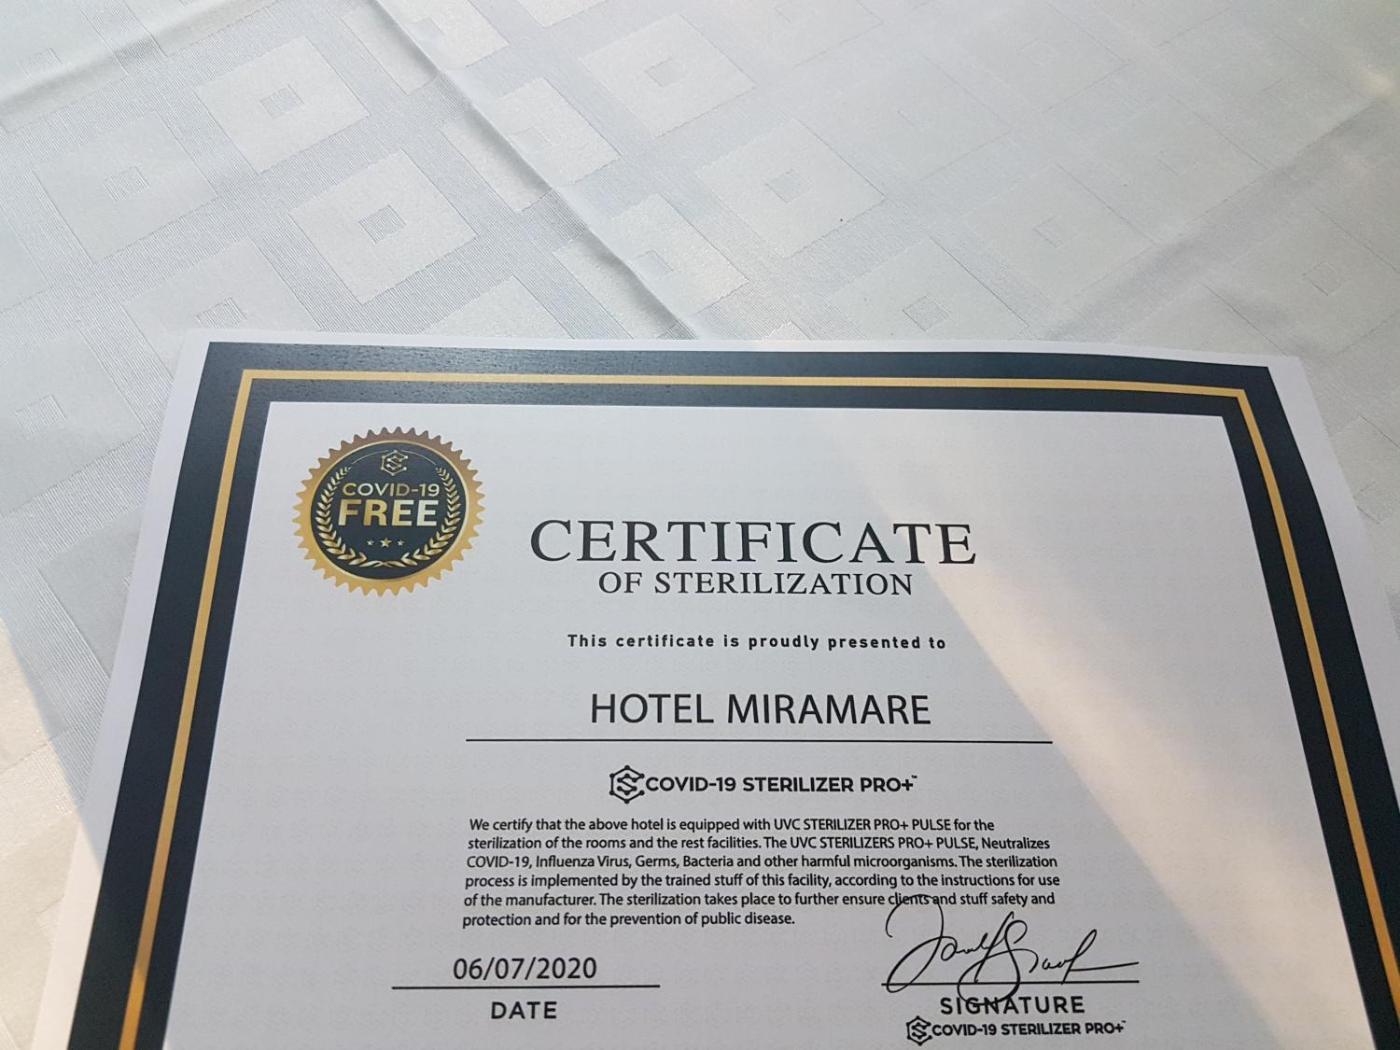 COVID-19
FREE
CERTIFICATE
OF STERILIZATION
This certificate is proudly presented to
HOTEL MIRAMARE
COVID-19 STERILIZER PRO+™
We certify that the above hotel is equipped with UVC STERILIZER PRO+ PULSE for the
sterilization of the rooms and the rest facilities. The UVC STERILIZERS PRO+ PULSE, Neutralizes
COVID-19, Influenza Virus, Germs, Bacteria and other harmful microorganisms. The sterilization
process is implemented by the trained stuff of this facility, according to the instructions for use
of the manufacturer. The sterilization takes place to further ensure clients and stuff safety and
protection and for the prevention of public disease.
06/07/2020
DATE
SIGNATURE
COVID-19 STERILIZER PRO+™